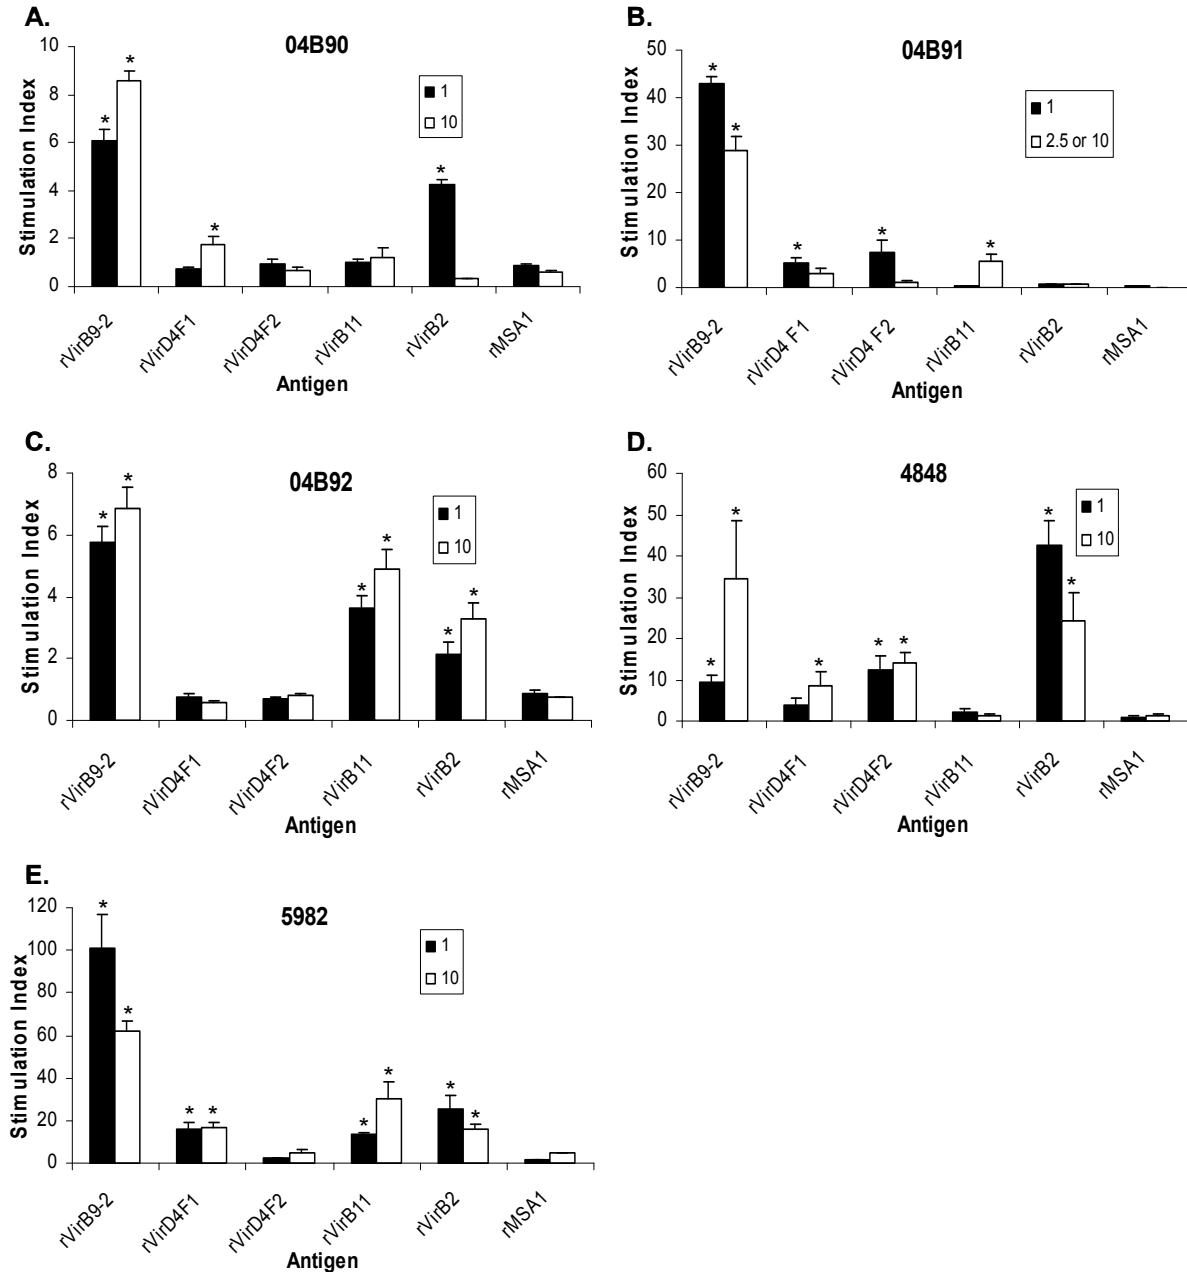 A.
04B90
Stimulation Index
10
8
6
4
2
0
1
10
* * * *
rVirB9-2
rVirD4F1
rVirD4F2
rVirB11
rVirB2
rMSA1
Antigen
B.
04B91
Stimulation Index
50
40
30
20
10
0
1
2.5 or 10
* * * * *
rVirB9-2
rVirD4 F1
rVirD4 F2
rVirB11
rVirB2
rMSA1
Antigen
C.
04B92
Stimulation Index
8
6
4
2
0
1
10
* * * * * *
rVirB9-2
rVirD4F1
rVirD4F2
rVirB11
rVirB2
rMSA1
Antigen
D.
4848
Stimulation Index
60
50
40
30
20
10
0
1
10
* * * * * * *
rVirB9-2
rVirD4F1
rVirD4F2
rVirB11
rVirB2
rMSA1
Antigen
E.
5982
Stimulation Index
120
100
80
60
40
20
0
1
10
* * * * * * * *
rVirB9-2
rVirD4F1
rVirD4F2
rVirB11
rVirB2
rMSA1
Antigen